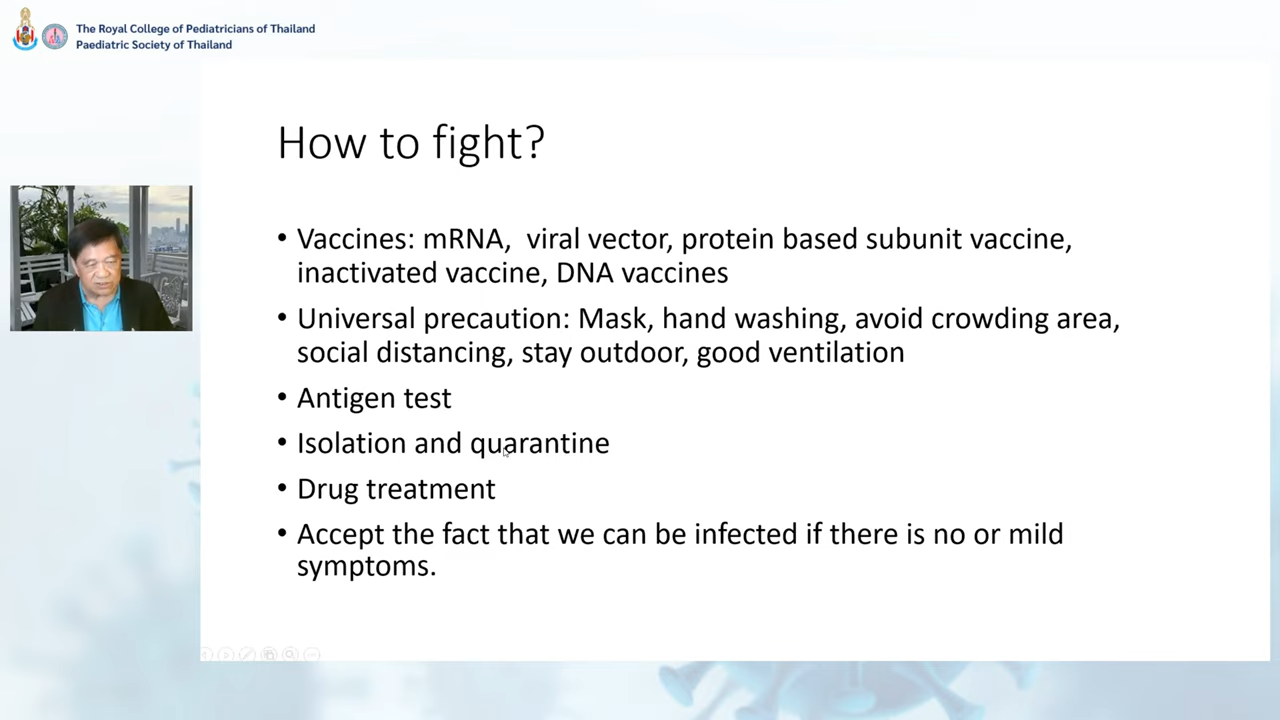 The Royal College of Pediatricians of Thailand
Paediatric Society of Thailand
How to fight?
• Vaccines: mRNA, viral vector, protein based subunit vaccine,
inactivated vaccine, DNA vaccines
• Universal precaution: Mask, hand washing, avoid crowding area,
social distancing, stay outdoor, good ventilation
• Antigen test
• Isolation and quarantine
• Drug treatment
• Accept the fact that we can be infected if there is no or mild
symptoms.